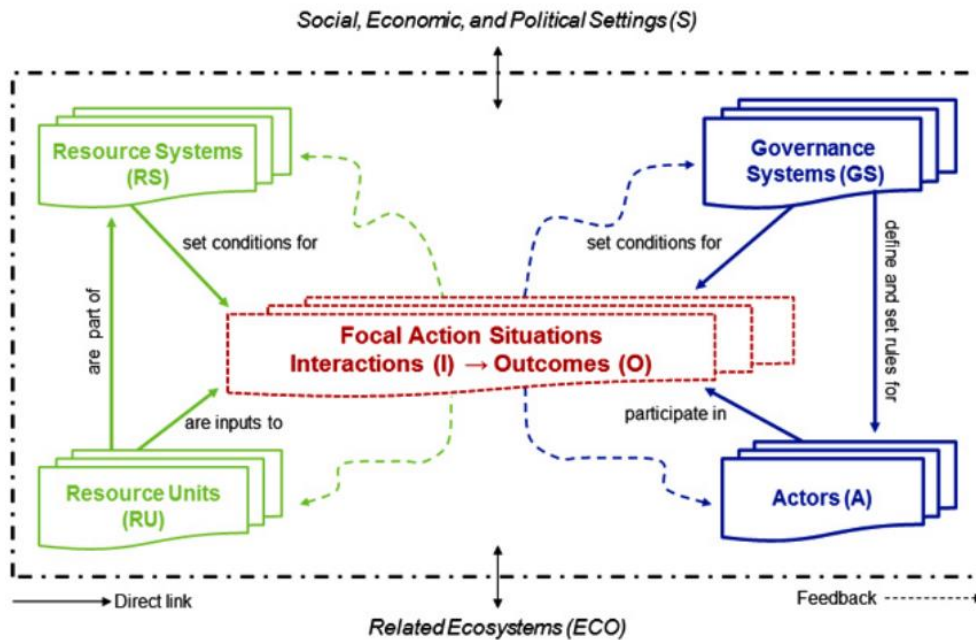 Social, Economic, and Political Settings (S)
Resource Systems
(RS)
Governance
Systems (GS)
set conditions for
set conditions for
are part of
define and set rules for
Focal Action Situations
Interactions (I) → Outcomes (O)
are inputs to
participate in
Resource Units
(RU)
Actors (A)
Direct link
Feedback
Related Ecosystems (ECO)